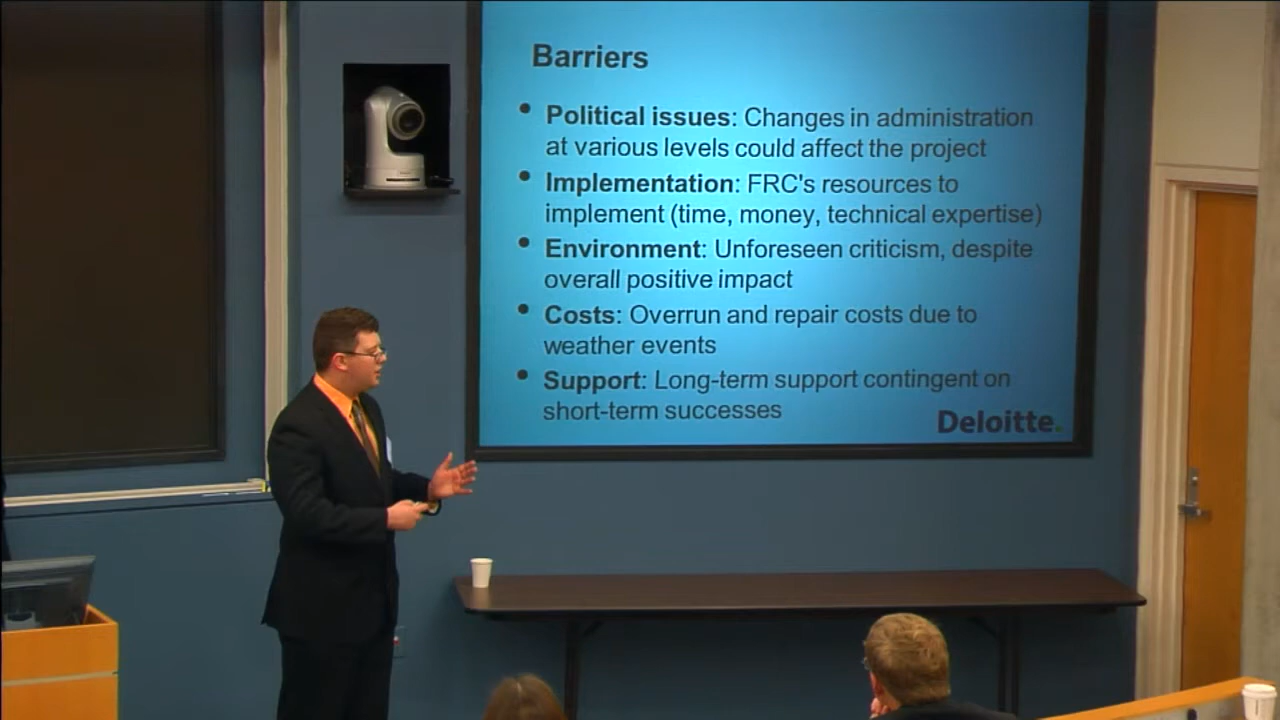 Barriers
• Political issues: Changes in administration
at various levels could affect the project
• Implementation: FRC's resources to
implement (time, money, technical expertise)
• Environment: Unforeseen criticism, despite
overall positive impact
• Costs: Overrun and repair costs due to
weather events
• Support: Long-term support contingent on
short-term successes
Deloitte.